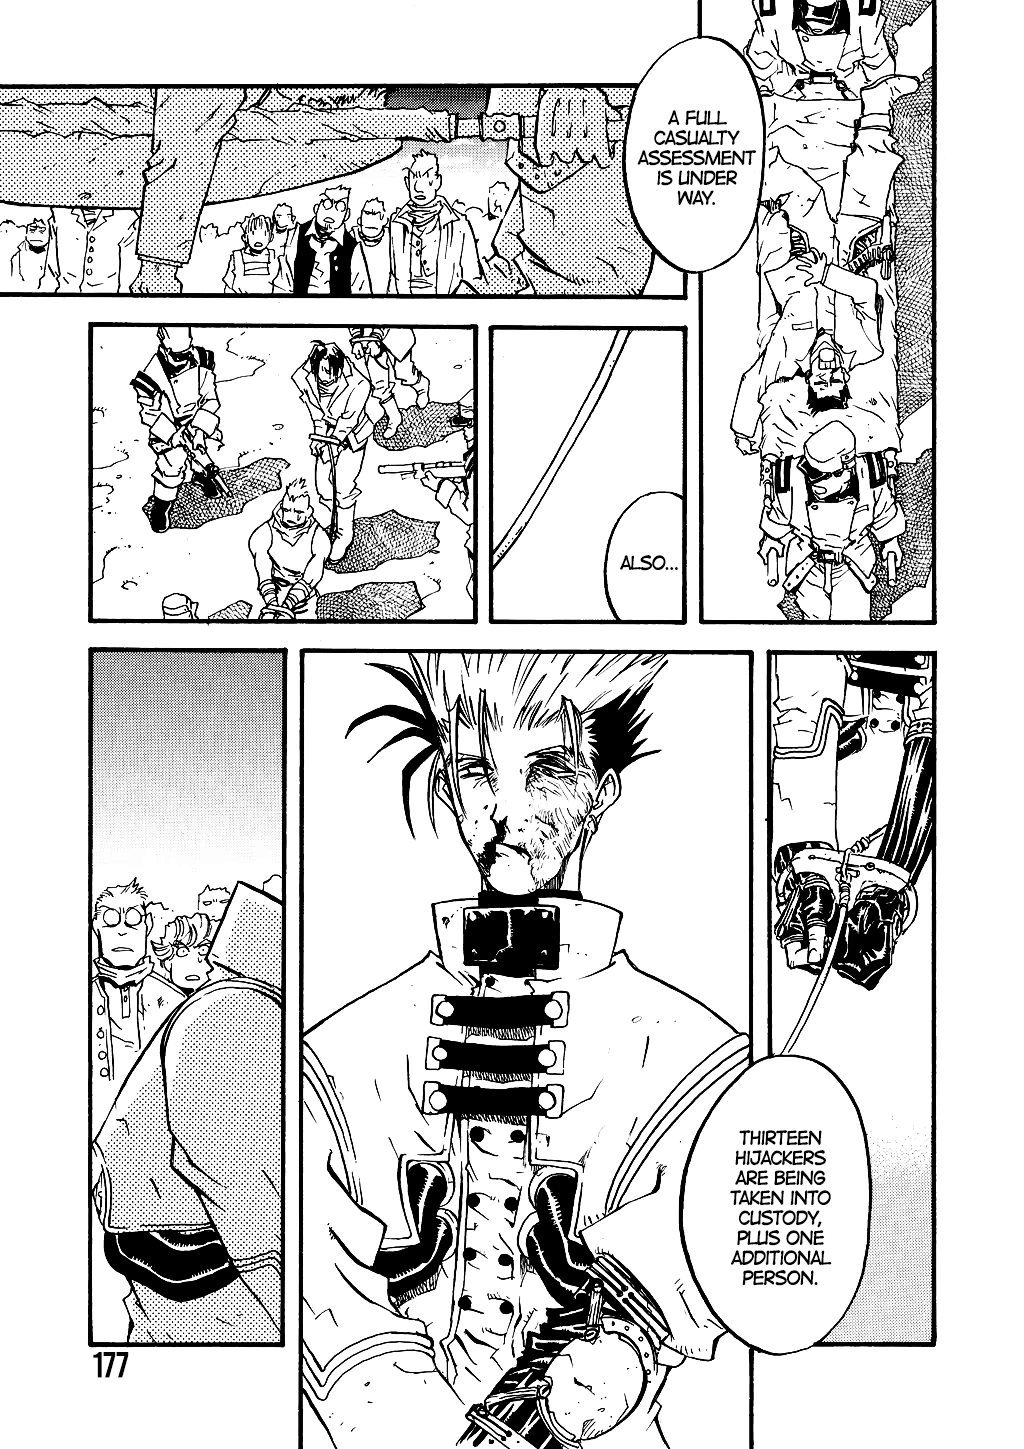 A FULL
CASUALTY
ASSESSMENT
IS UNDER
WAY.
ALSO...
THIRTEEN
HIJACKERS
ARE BEING
TAKEN INTO
CUSTODY,
PLUS ONE
ADDITIONAL
PERSON.
177